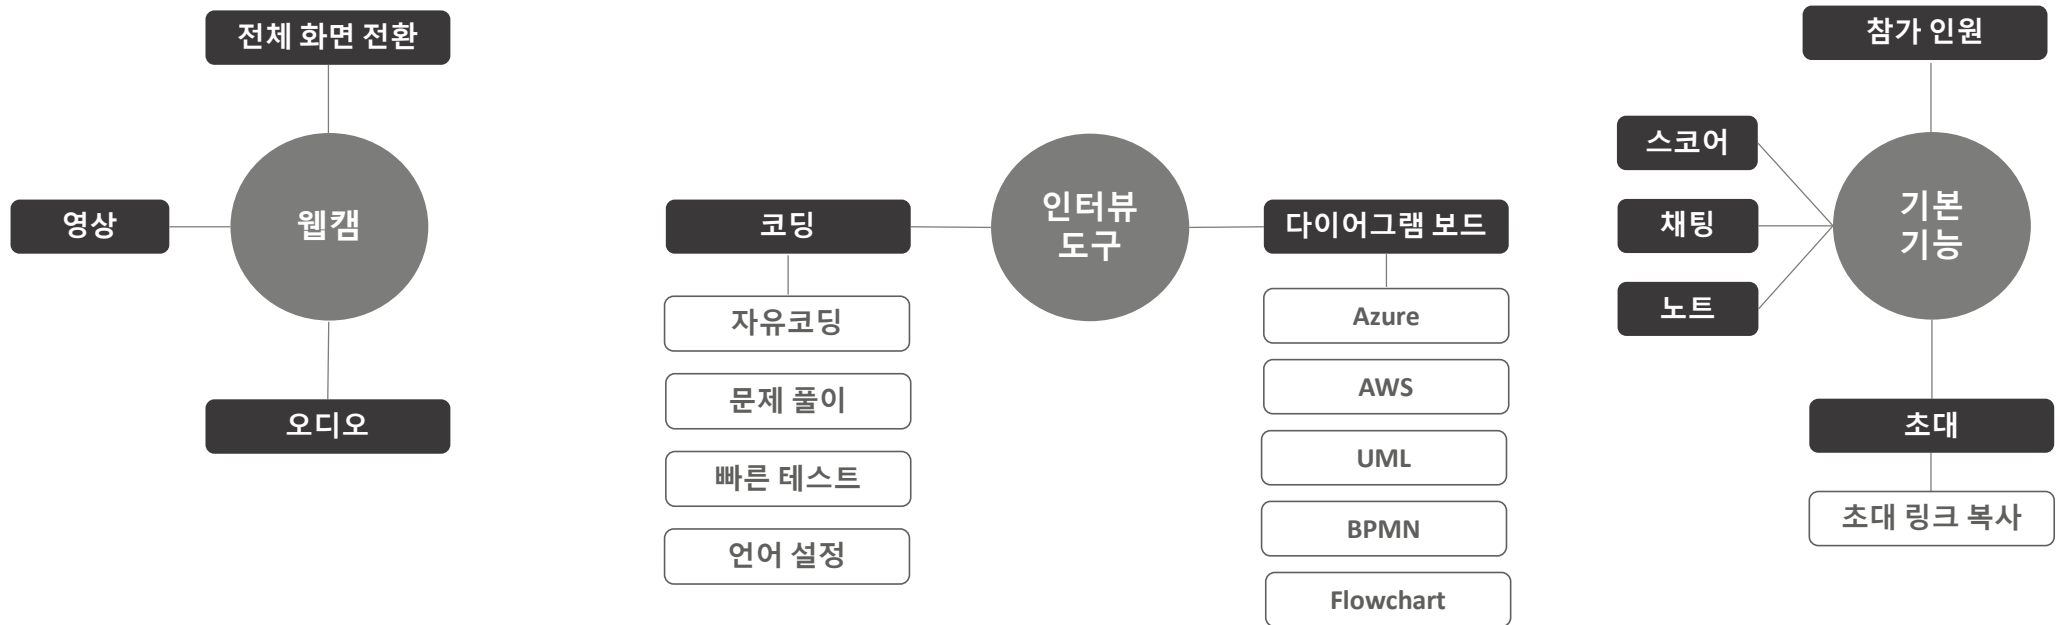 전체 화면 전환
웹캠
영상
오디오
인터뷰
도구
코딩
자유코딩
문제 풀이
빠른 테스트
언어 설정
다이어그램 보드
Azure
AWS
UML
BPMN
Flowchart
참가 인원
기본
기능
스코어
채팅
노트
초대
초대 링크 복사